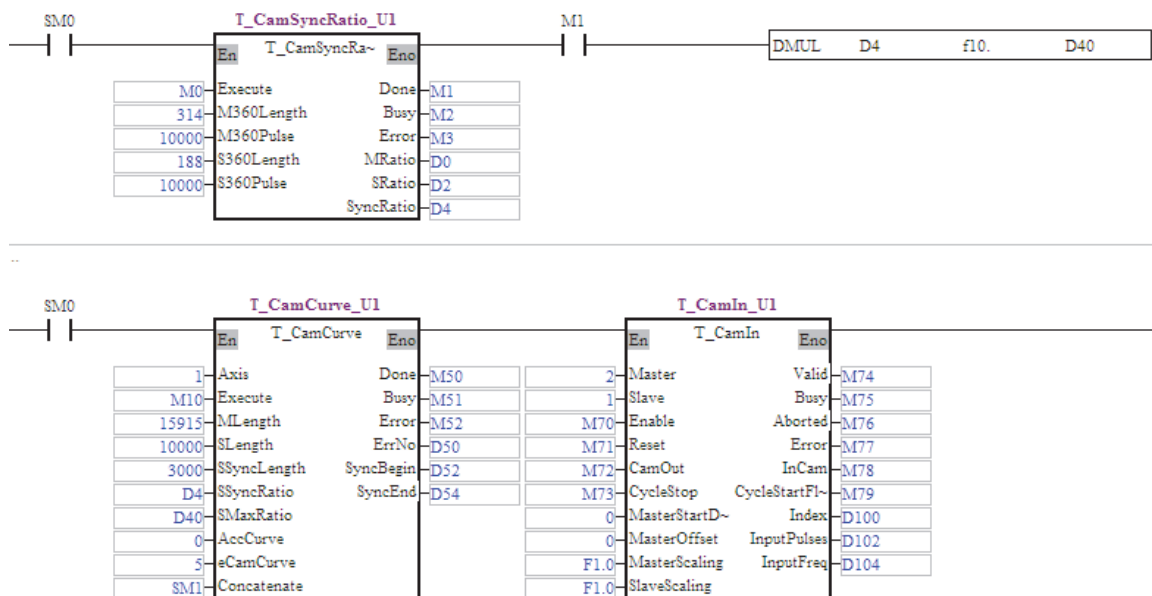 SM0 T_CamSyncRatio_U1 M1
En T_CamSyncRa~ Eno DMUL D4 f10. D40
M0 Execute Done M1
314 M360Length Busy M2
10000 M360Pulse Error M3
188 S360Length MRatio D0
10000 S360Pulse SRatio D2
SyncRatio D4
..
SM0 T_CamCurve_U1 T_CamIn_U1
En T_CamCurve Eno En T_CamIn Eno
1 Axis Done M50 2 Master Valid M74
M10 Execute Busy M51 1 Slave Busy M75
15915 MLength Error M52 M70 Enable Aborted M76
10000 SLength ErrNo D50 M71 Reset Error M77
3000 SSyncLength SyncBegin D52 M72 CamOut InCam M78
D4 SSyncRatio SyncEnd D54 M73 CycleStop CycleStartFl~ M79
D40 SMaxRatio 0 MasterStartD~ Index D100
0 AccCurve 0 MasterOffset InputPulses D102
5 eCamCurve F1.0 MasterScaling InputFreq D104
SM1 Concatenate F1.0 SlaveScaling